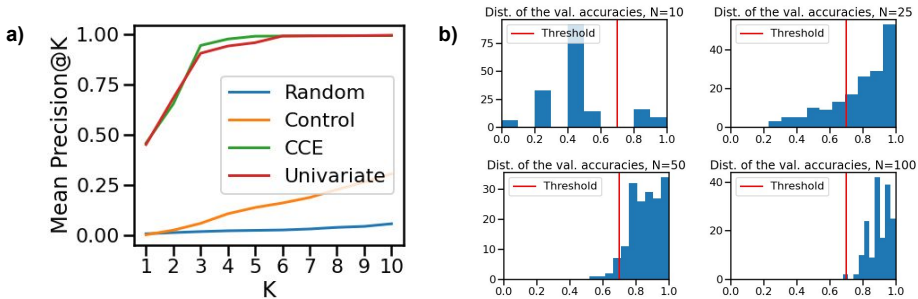 a)
Mean Precision@K
1.00
0.75
0.50
0.25
0.00
Random
Control
CCE
Univariate
1 2 3 4 5 6 7 8 9 10
K
b)
Dist. of the val. accuracies, N=10
Threshold
75
50
25
0
0.0 0.2 0.4 0.6 0.8 1.0
Dist. of the val. accuracies, N=25
Threshold
40
20
0
0.0 0.2 0.4 0.6 0.8 1.0
Dist. of the val. accuracies, N=50
Threshold
30
20
10
0
0.0 0.2 0.4 0.6 0.8 1.0
Dist. of the val. accuracies, N=100
Threshold
40
20
0
0.0 0.2 0.4 0.6 0.8 1.0